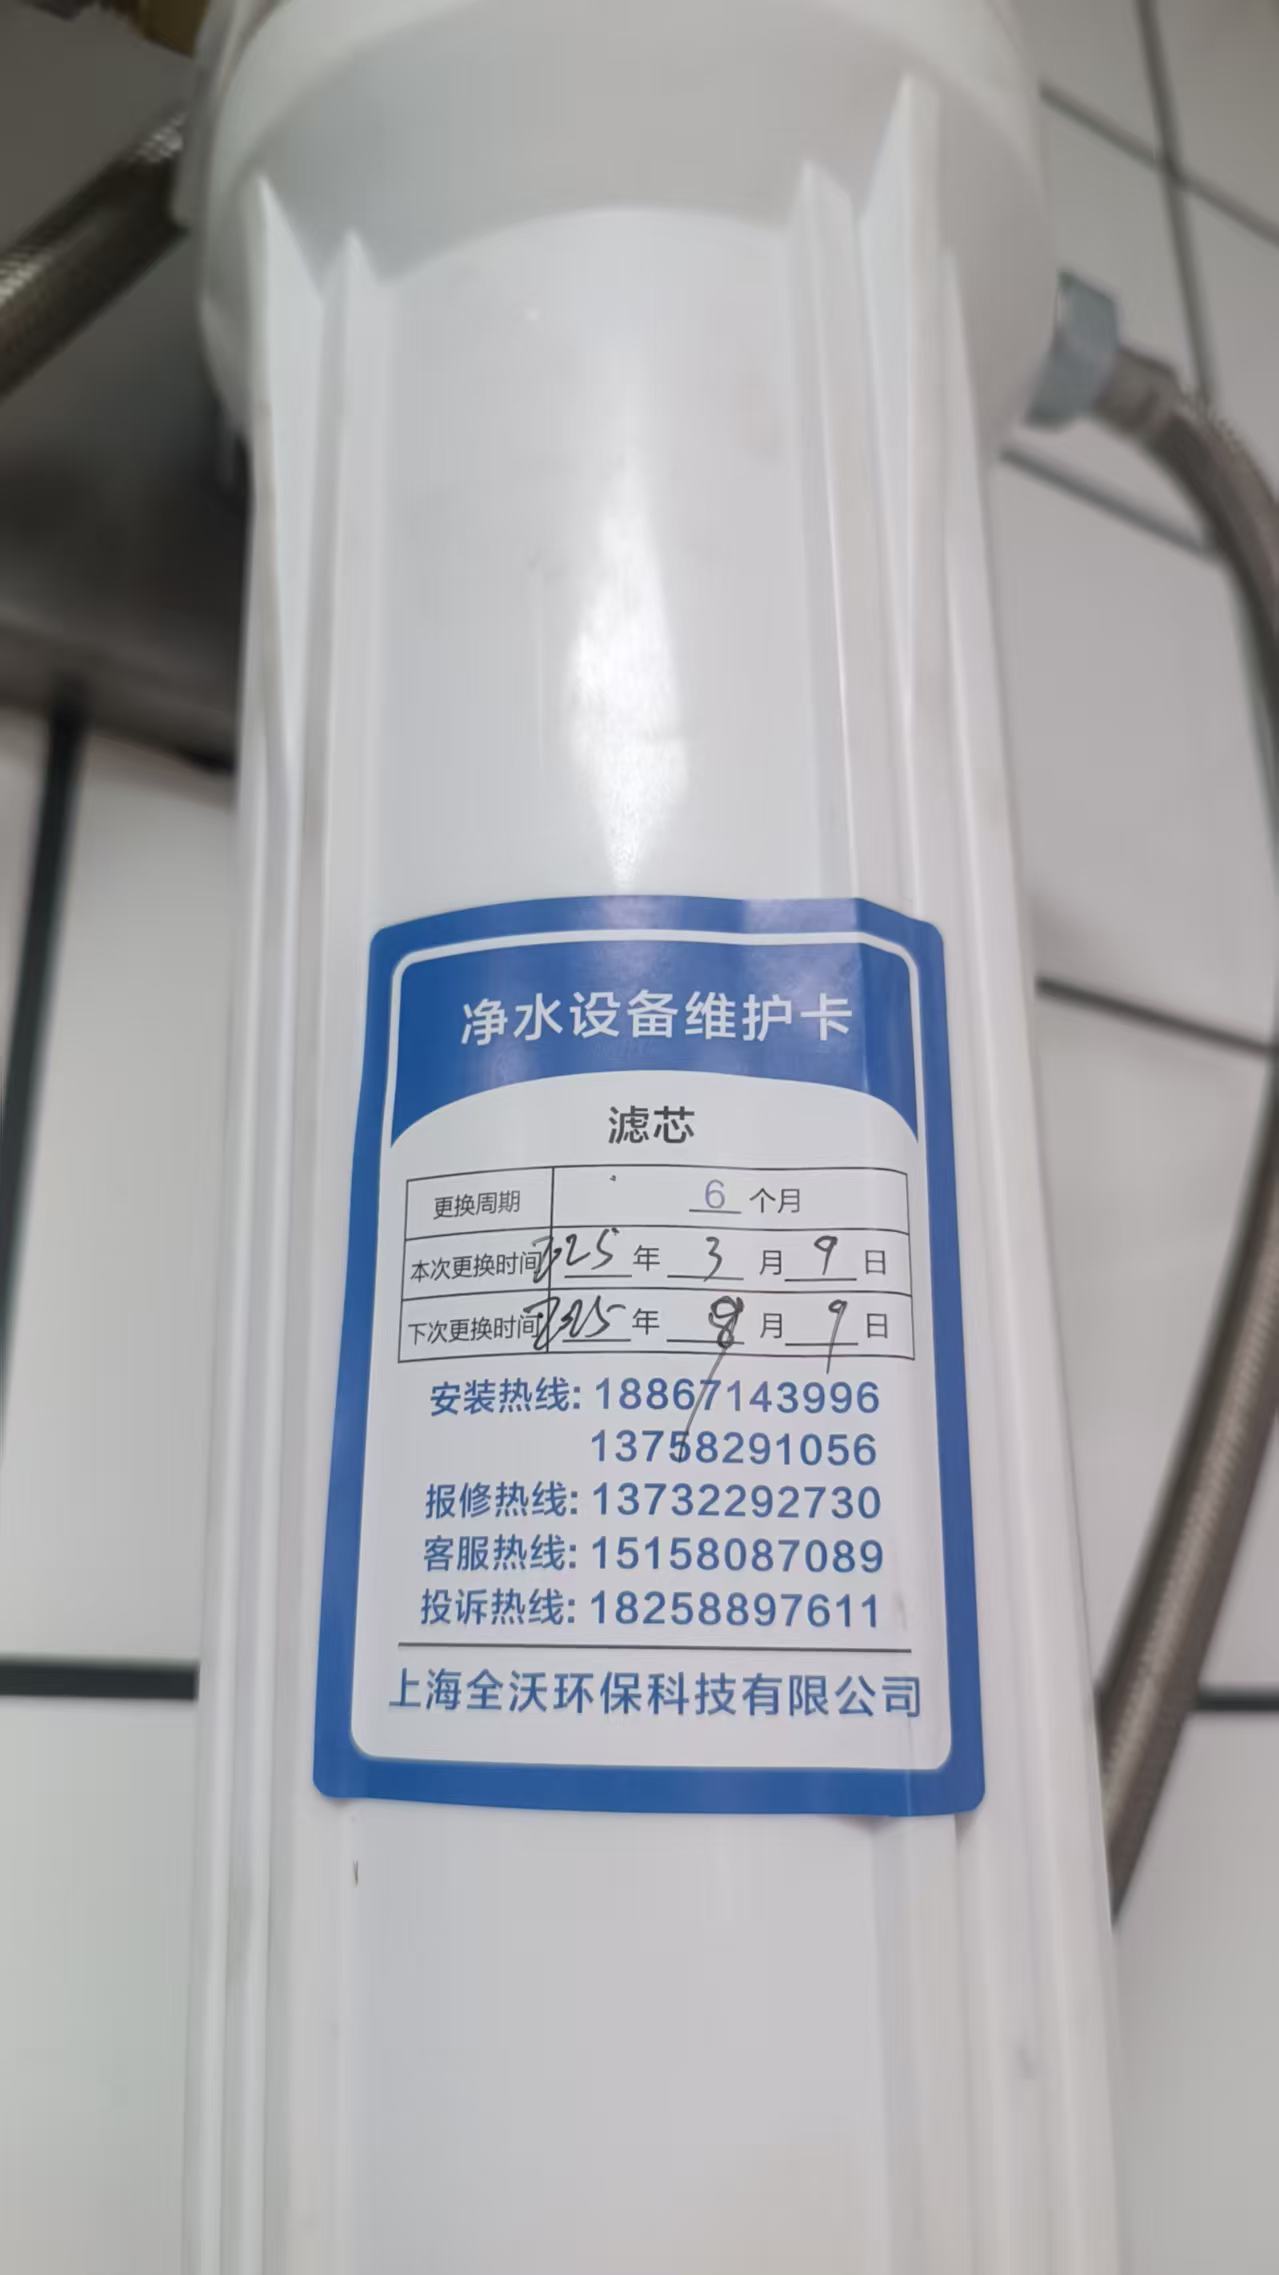 净水设备维护卡
滤芯
更换周期 6 个月
本次更换时间 2025 年 3 月 9 日
下次更换时间 2025 年 9 月 9 日
安装热线: 18867143996
13758291056
报修热线: 13732292730
客服热线: 15158087089
投诉热线: 18258897611
上海全沃环保科技有限公司